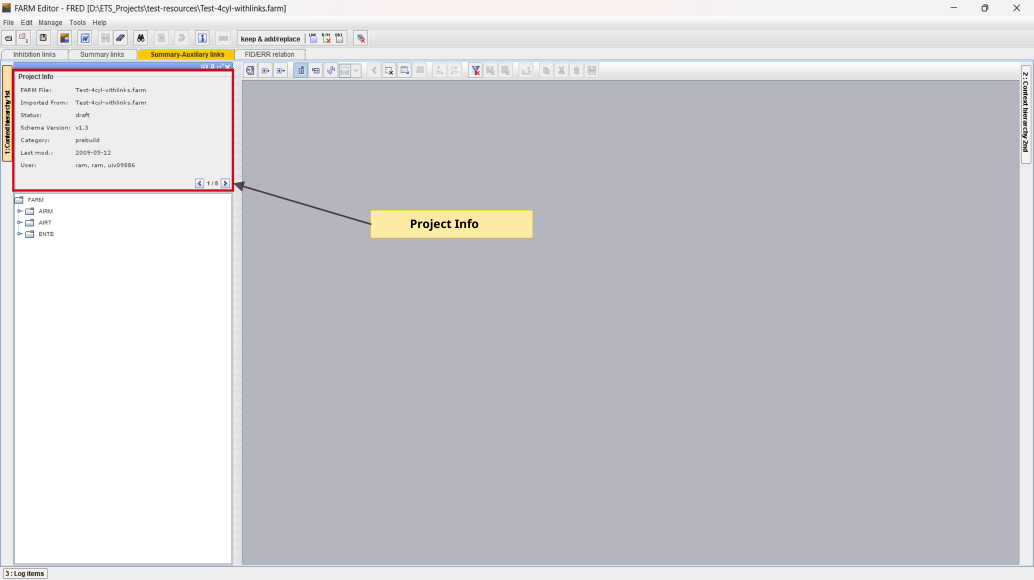 FARM Editor - FRED [D:\ETS_Projects\test-resources\Test-4cyl-withlinks.farm]
File Edit Manage Tools Help
keep & add/replace
Inhibition links Summary links Summary-Auxiliary links FID/ERR relation
1 : Context hierarchy 1st
Project Info
FARM File: Test-4cyl-withlinks.farm
Imported From: Test-4cyl-withlinks.farm
Status: draft
Schema Version: v1.3
Category: prebuild
Last mod.: 2009-05-12
User: ram, ram, uiv09886
1 / 6
FARM
AIRM
AIRT
ENTE
Project Info
2 : Context hierarchy 2nd
3 : Log items